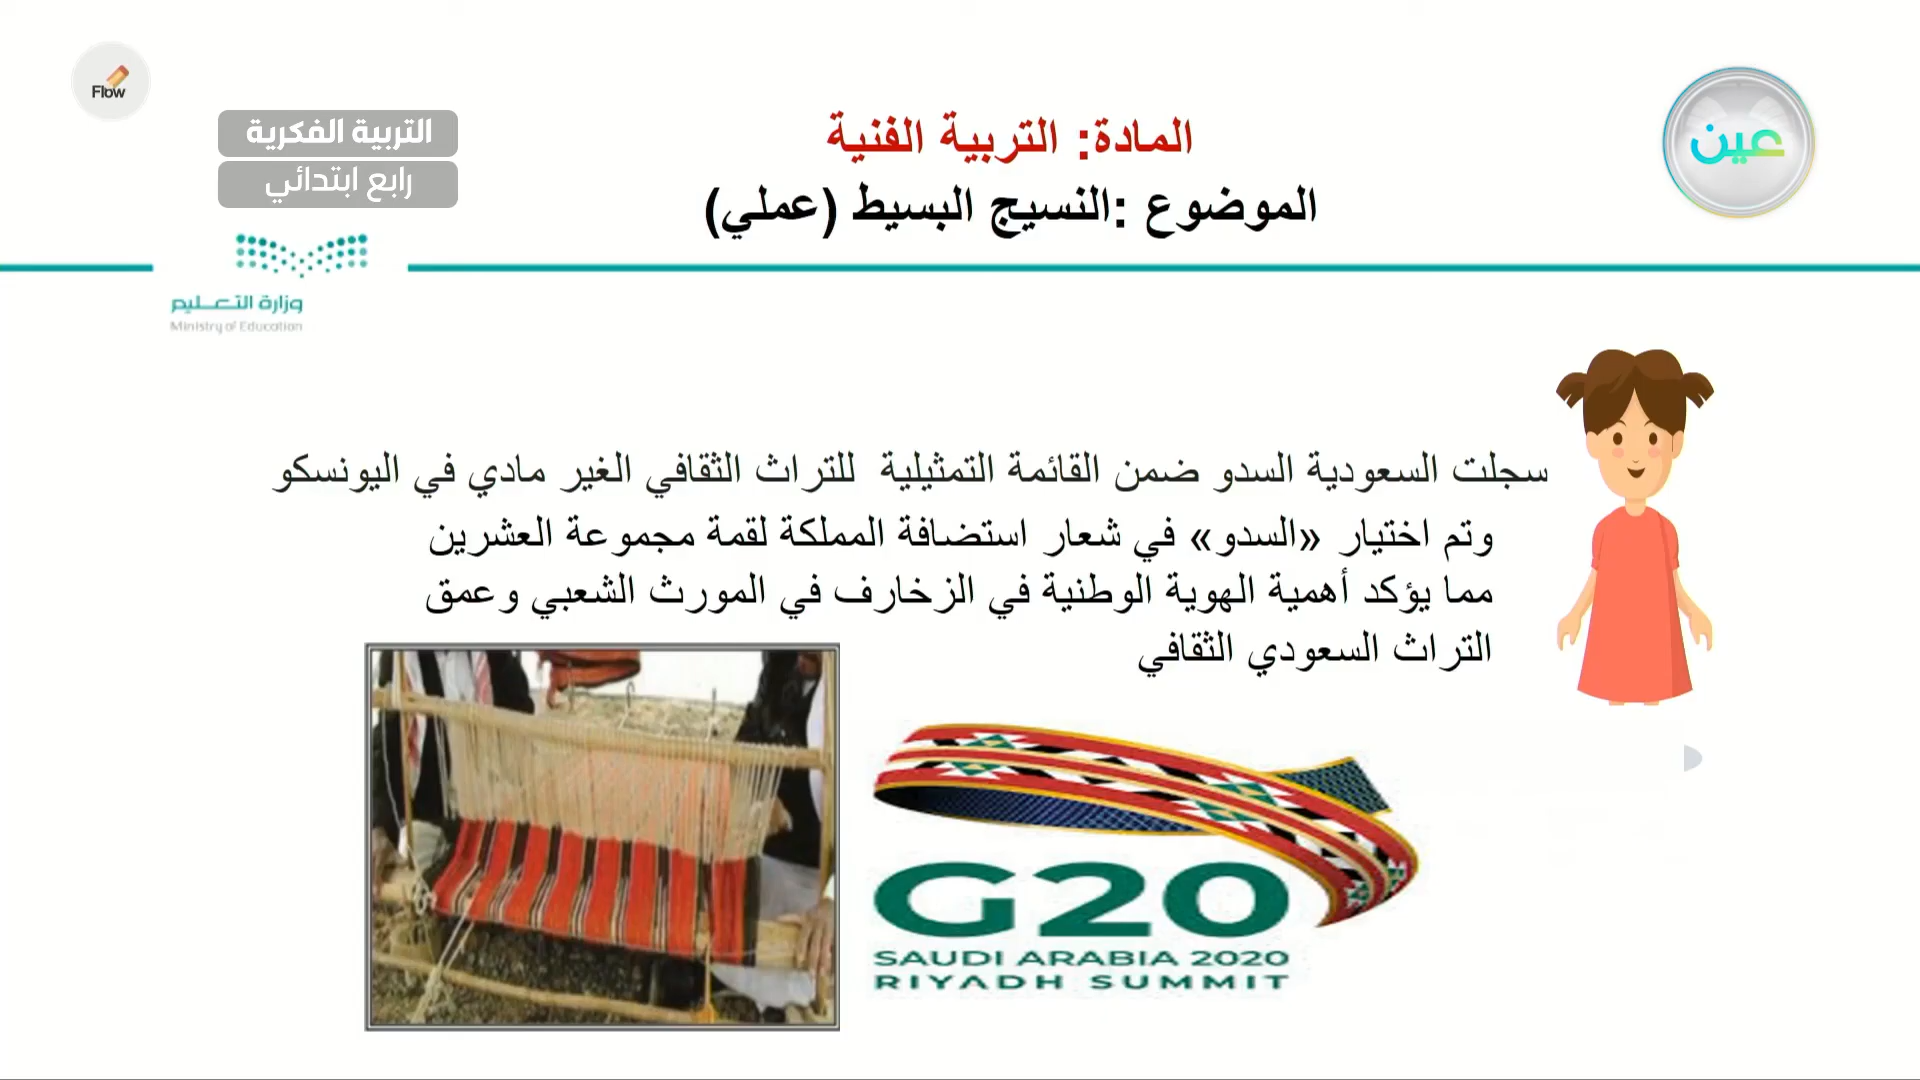 Flow
التربية الفكرية
رابع ابتدائي
المادة: التربية الفنية
الموضوع :النسيج البسيط (عملي)
عين
وزارة التعليم
Ministry of Education
سجلت السعودية السدو ضمن القائمة التمثيلية للتراث الثقافي الغير مادي في اليونسكو
وتم اختيار «السدو» في شعار استضافة المملكة لقمة مجموعة العشرين
مما يؤكد أهمية الهوية الوطنية في الزخارف في المورث الشعبي وعمق
التراث السعودي الثقافي
G20
SAUDI ARABIA 2020
RIYADH SUMMIT